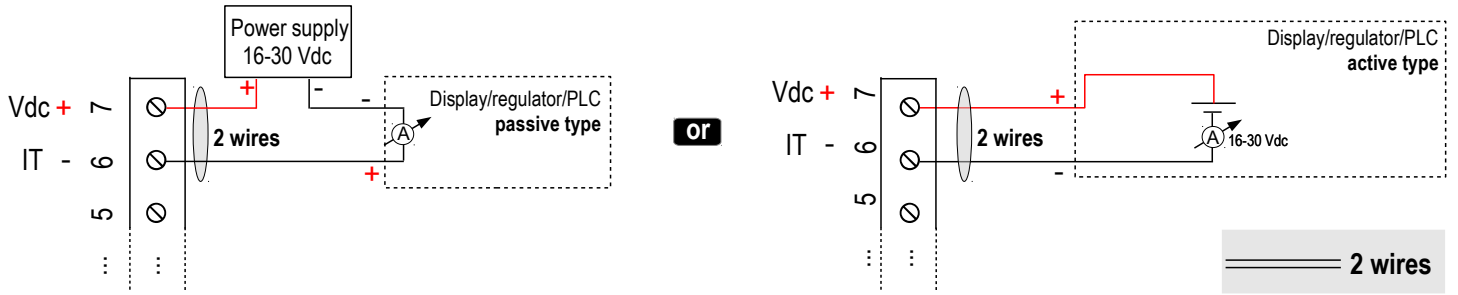 Power supply
16-30 Vdc
+
-
-
Display/regulator/PLC
passive type
Vdc + 7
A
2 wires
IT - 6
+
5
...
...
or
Display/regulator/PLC
active type
Vdc + 7
+
A
16-30 Vdc
2 wires
IT - 6
-
5
...
...
2 wires